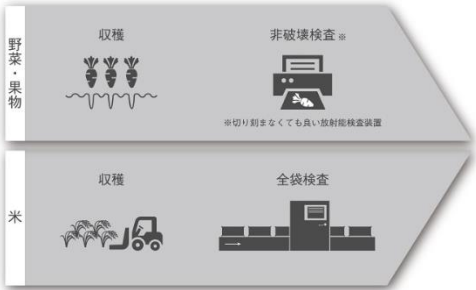 野菜・果物
収穫
非破壊検査 ※
※切り刻まなくても良い放射能検査装置
米
収穫
全袋検査